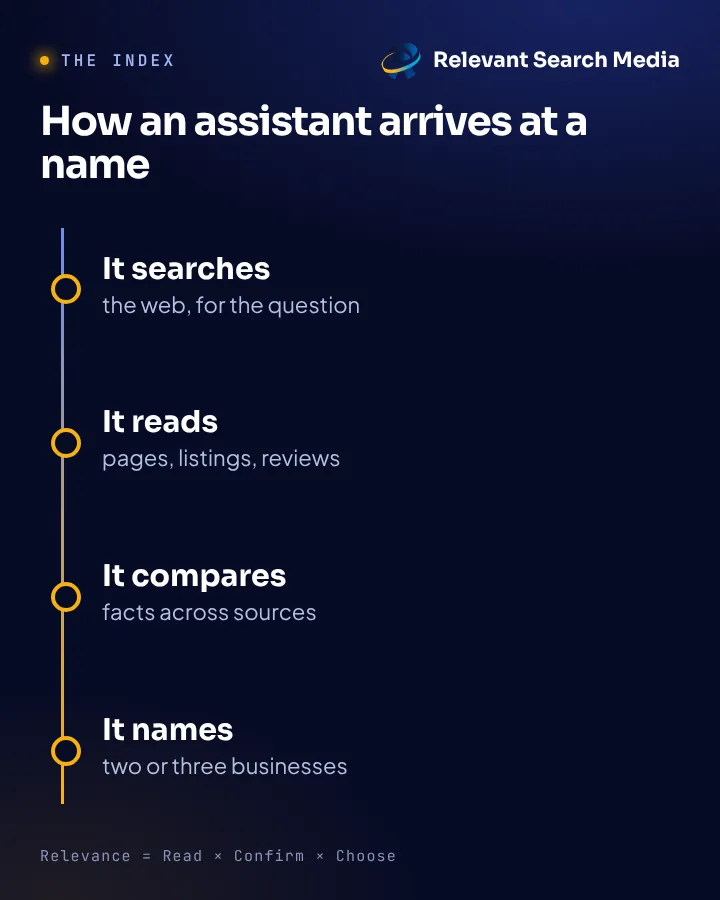 THE INDEX
Relevant Search Media
How an assistant arrives at a
name
It searches
the web, for the question
It reads
pages, listings, reviews
It compares
facts across sources
It names
two or three businesses
Relevance = Read × Confirm × Choose